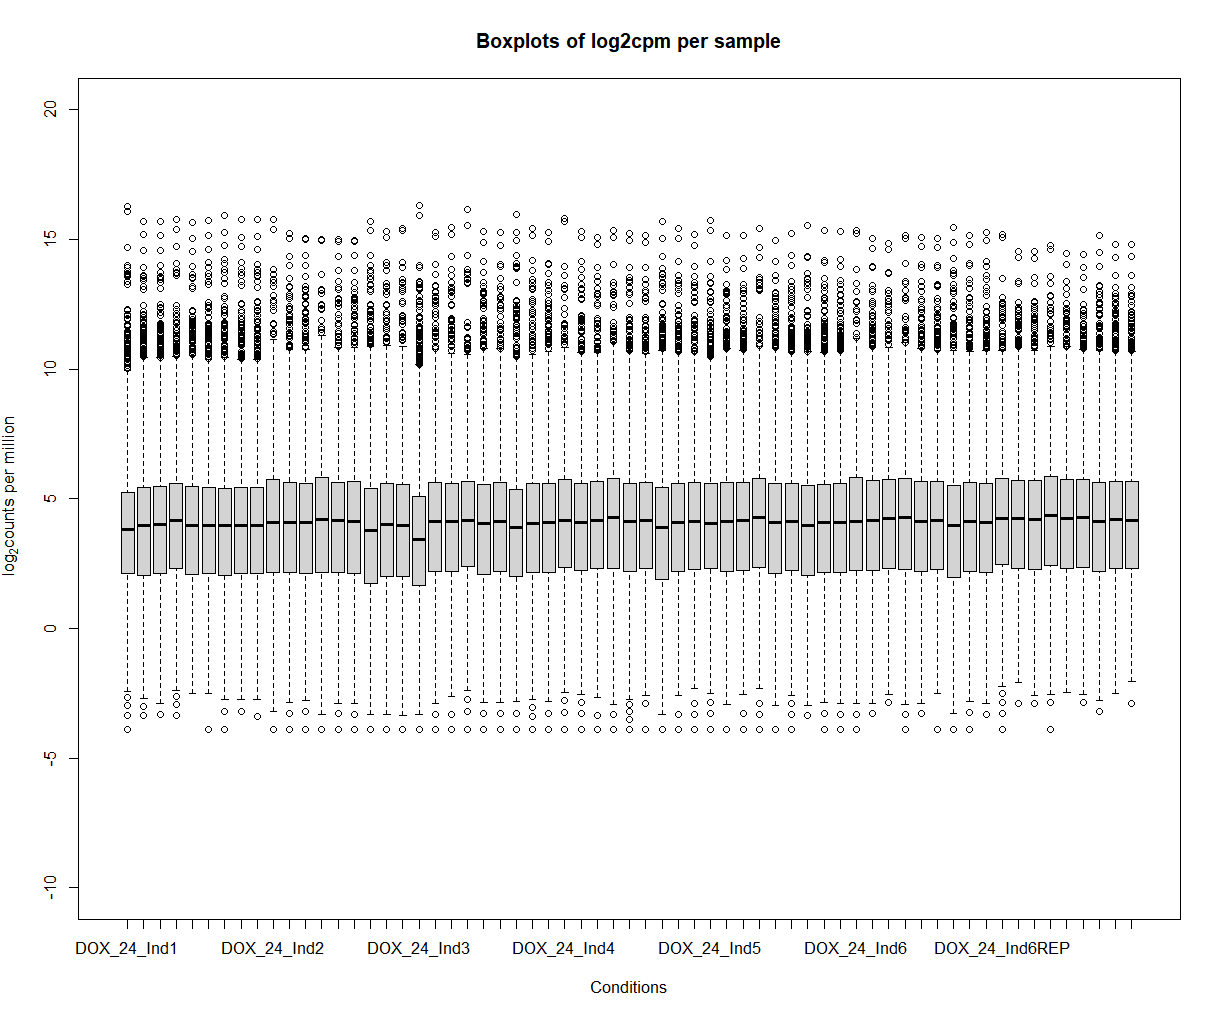 Boxplots of log2cpm per sample
20
15
10
5
0
-5
-10
log2counts per million
DOX_24_Ind1 DOX_24_Ind2 DOX_24_Ind3 DOX_24_Ind4 DOX_24_Ind5 DOX_24_Ind6 DOX_24_Ind6REP
Conditions